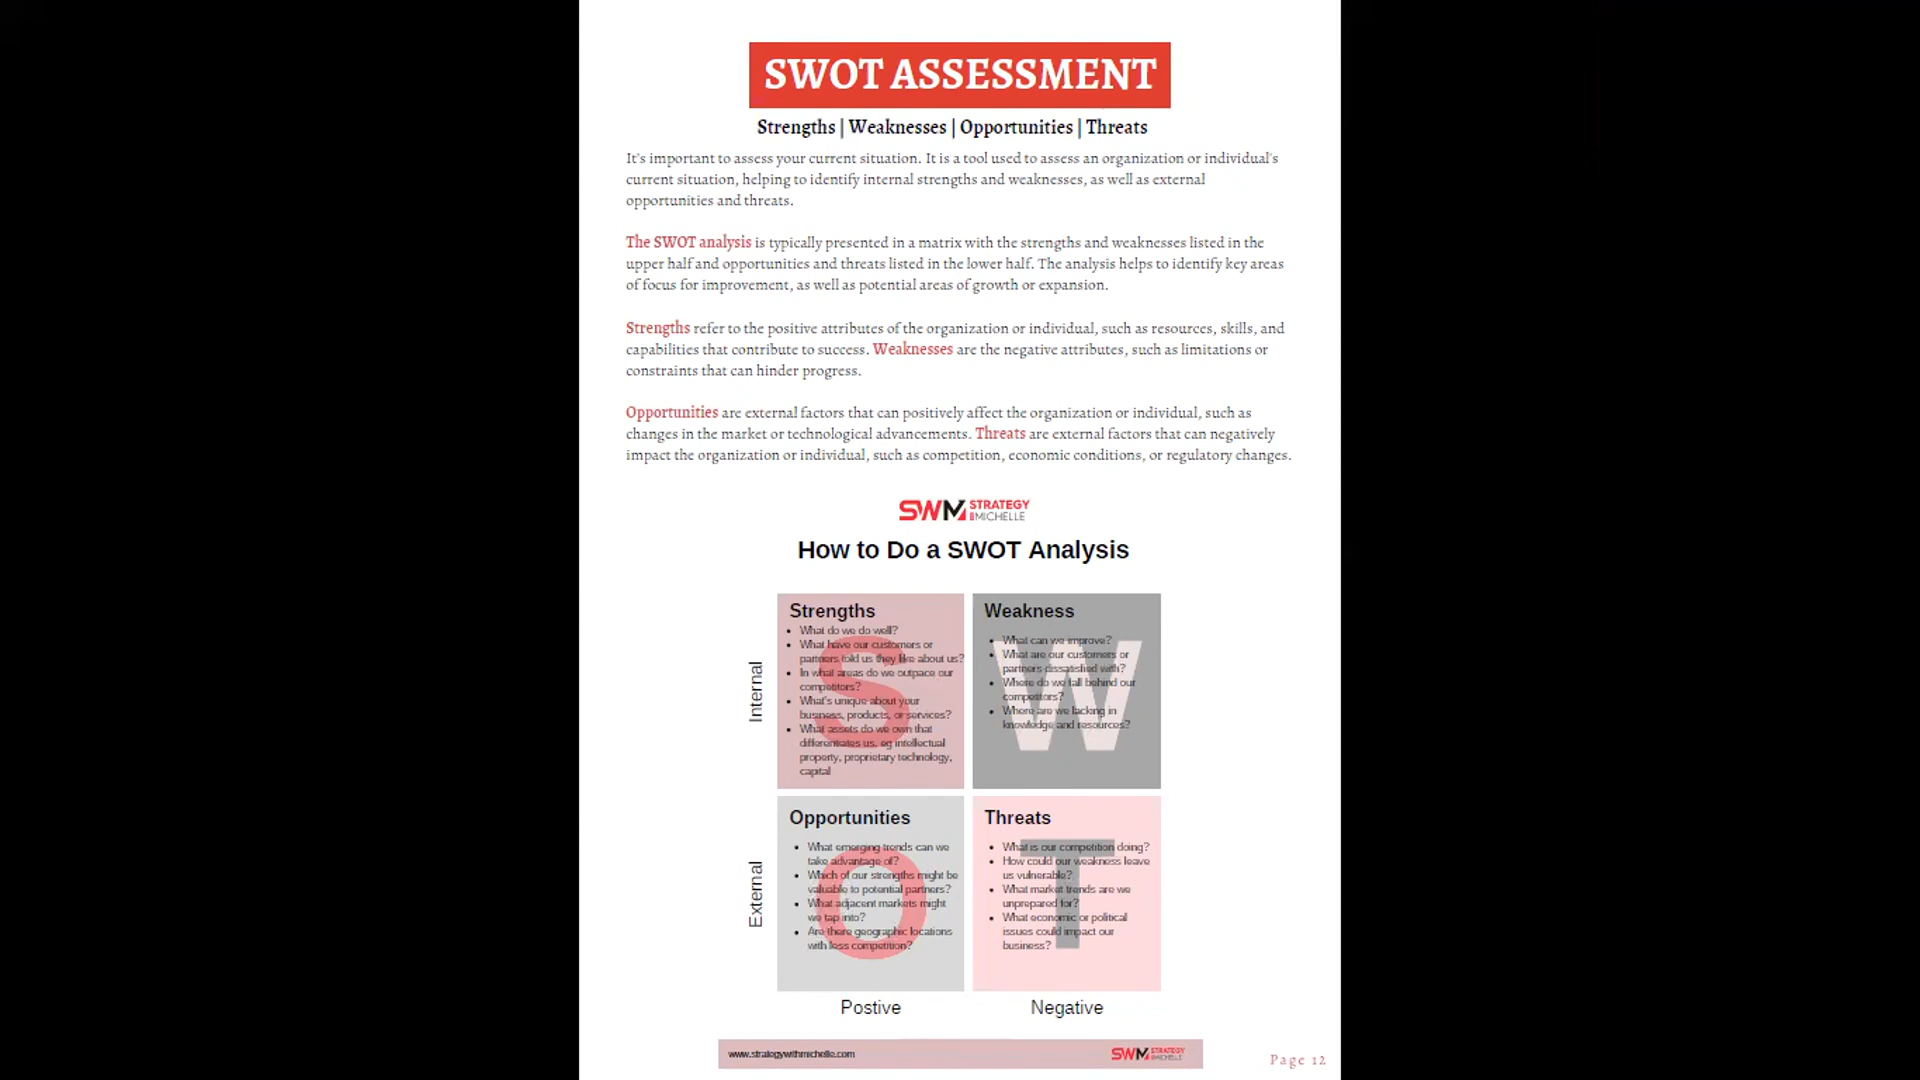 SWOT ASSESSMENT
Strengths | Weaknesses | Opportunities | Threats
It's important to assess your current situation. It is a tool used to assess an organization or individual's
current situation, helping to identify internal strengths and weaknesses, as well as external
opportunities and threats.
The SWOT analysis is typically presented in a matrix with the strengths and weaknesses listed in the
upper half and opportunities and threats listed in the lower half. The analysis helps to identify key areas
of focus for improvement, as well as potential areas of growth or expansion.
Strengths refer to the positive attributes of the organization or individual, such as resources, skills, and
capabilities that contribute to success. Weaknesses are the negative attributes, such as limitations or
constraints that can hinder progress.
Opportunities are external factors that can positively affect the organization or individual, such as
changes in the market or technological advancements. Threats are external factors that can negatively
impact the organization or individual, such as competition, economic conditions, or regulatory changes.
SWM STRATEGY
MICHELLE
How to Do a SWOT Analysis
Internal
Strengths
S
• What do we do well?
• What have our customers or
partners told us they like about us?
• In what areas do we outpace our
competitors?
• What's unique about your
business, products, or services?
• What assets do we own that
differentiates us, eg intellectual
property, proprietary technology,
capital
Weakness
W
• What can we improve?
• What are our customers or
partners dissatisfied with?
• Where do we fall behind our
competitors?
• Where are we lacking in
knowledge and resources?
External
Opportunities
O
• What emerging trends can we
take advantage of?
• Which of our strengths might be
valuable to potential partners?
• What adjacent markets might
we tap into?
• Are there geographic locations
with less competition?
Threats
T
• What is our competition doing?
• How could our weakness leave
us vulnerable?
• What market trends are we
unprepared for?
• What economic or political
issues could impact our
business?
Postive
Negative
www.strategywithmichelle.com
SWM STRATEGY
MICHELLE
Page 12